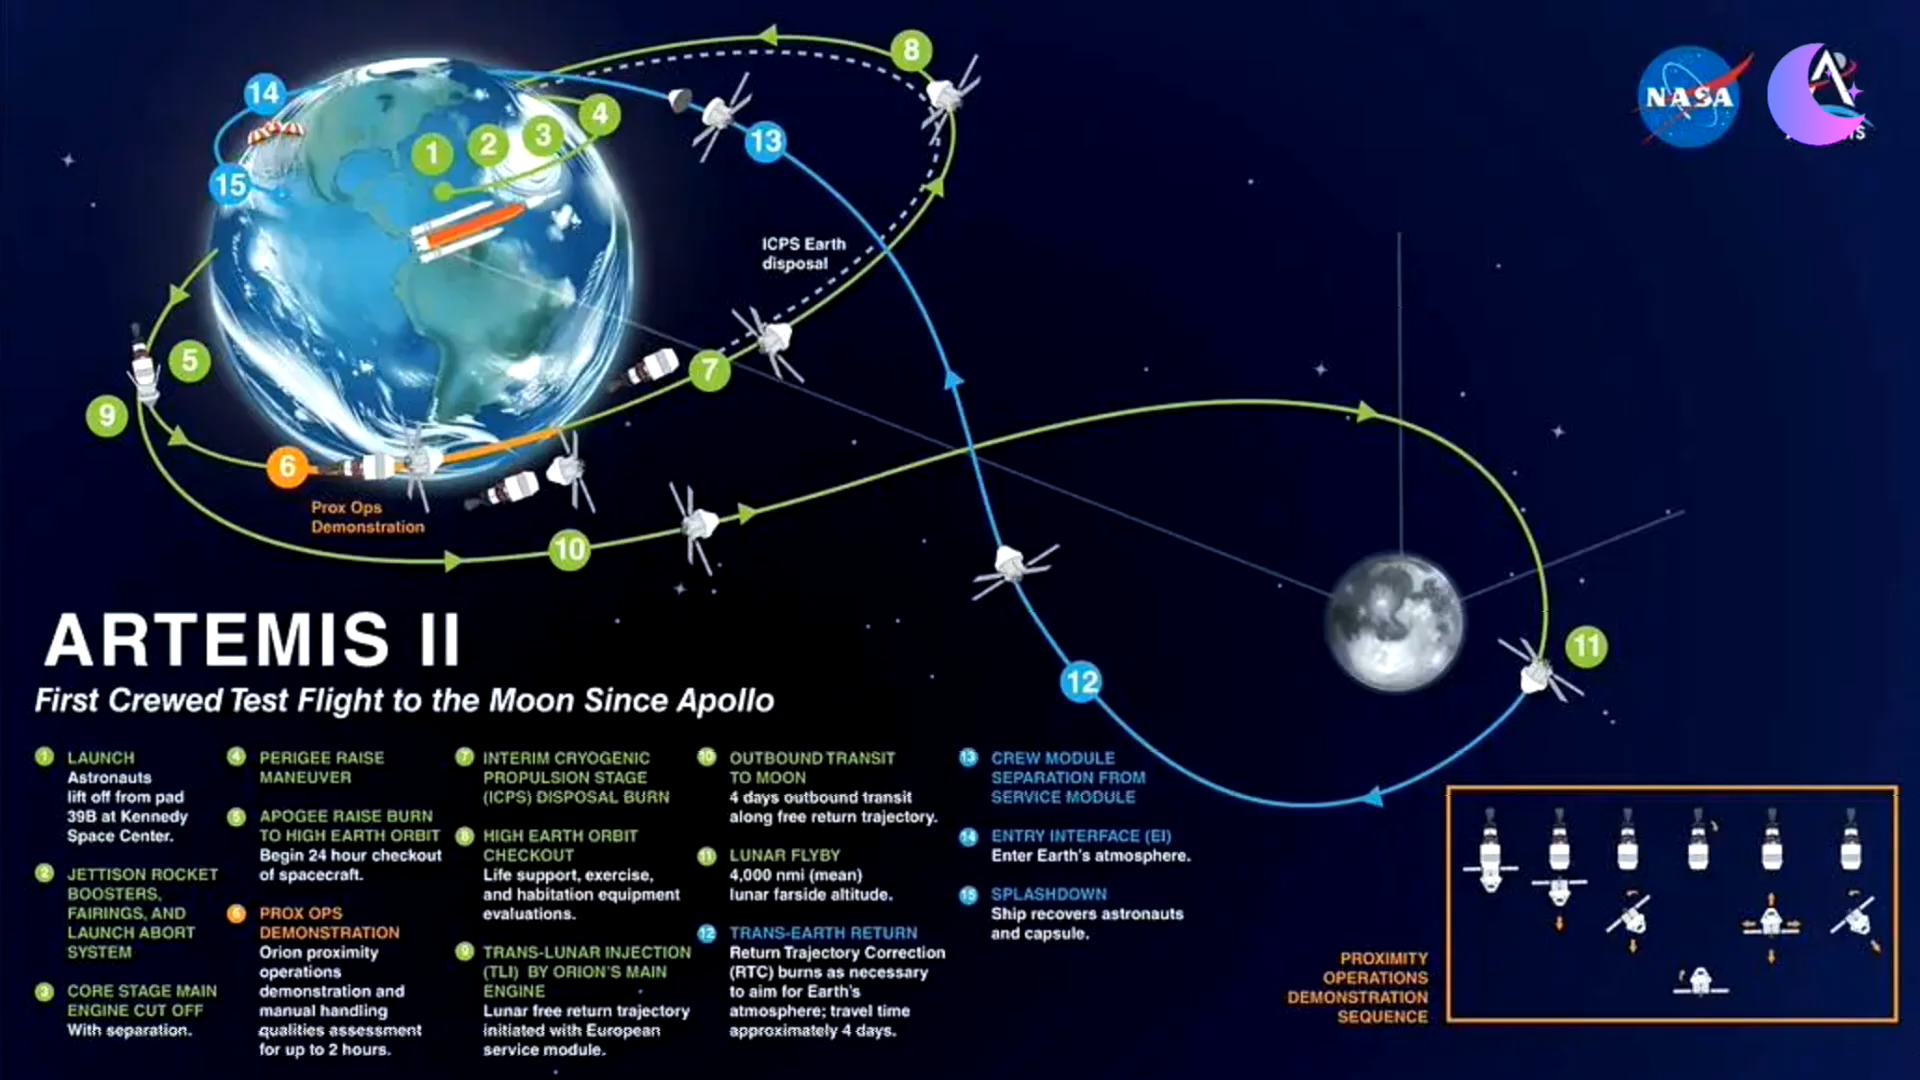 14
8
NASA
4
3
2
1
13
15
ICPS Earth
disposal
5
7
9
6
Prox Ops
Demonstration
10
11
12
ARTEMIS II
First Crewed Test Flight to the Moon Since Apollo
1 LAUNCH
Astronauts
lift off from pad
39B at Kennedy
Space Center.
2 JETTISON ROCKET
BOOSTERS,
FAIRINGS, AND
LAUNCH ABORT
SYSTEM
3 CORE STAGE MAIN
ENGINE CUT OFF
With separation.
4 PERIGEE RAISE
MANEUVER
5 APOGEE RAISE BURN
TO HIGH EARTH ORBIT
Begin 24 hour checkout
of spacecraft.
6 PROX OPS
DEMONSTRATION
Orion proximity
operations
demonstration and
manual handling
qualities assessment
for up to 2 hours.
7 INTERIM CRYOGENIC
PROPULSION STAGE
(ICPS) DISPOSAL BURN
8 HIGH EARTH ORBIT
CHECKOUT
Life support, exercise,
and habitation equipment
evaluations.
9 TRANS-LUNAR INJECTION
(TLI) BY ORION'S MAIN
ENGINE
Lunar free return trajectory
initiated with European
service module.
10 OUTBOUND TRANSIT
TO MOON
4 days outbound transit
along free return trajectory.
11 LUNAR FLYBY
4,000 nmi (mean)
lunar farside altitude.
12 TRANS-EARTH RETURN
Return Trajectory Correction
(RTC) burns as necessary
to aim for Earth's
atmosphere; travel time
approximately 4 days.
13 CREW MODULE
SEPARATION FROM
SERVICE MODULE
14 ENTRY INTERFACE (EI)
Enter Earth's atmosphere.
15 SPLASHDOWN
Ship recovers astronauts
and capsule.
PROXIMITY
OPERATIONS
DEMONSTRATION
SEQUENCE